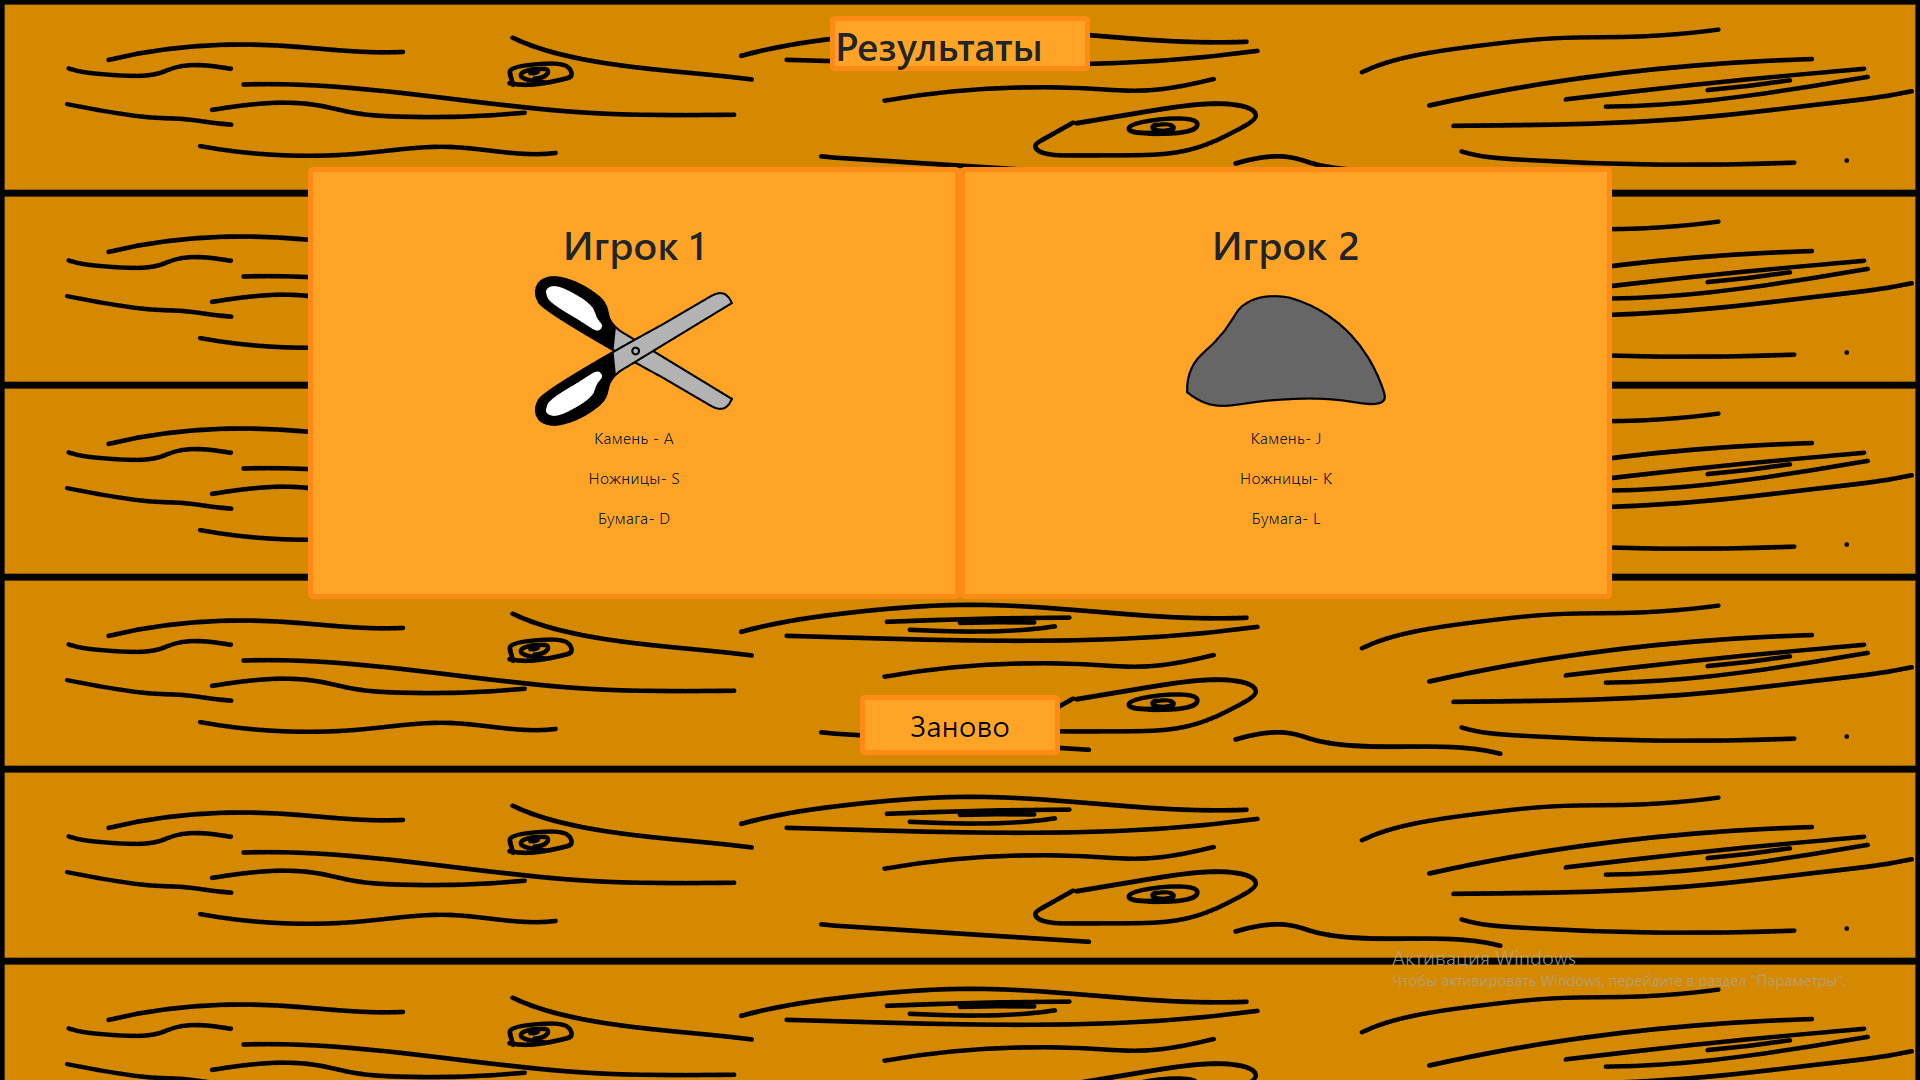 Результаты
Игрок 1
Камень - A
Ножницы- S
Бумага- D
Игрок 2
Камень- J
Ножницы- K
Бумага- L
Заново
Активация Windows
Чтобы активировать Windows, перейдите в раздел "Параметры".